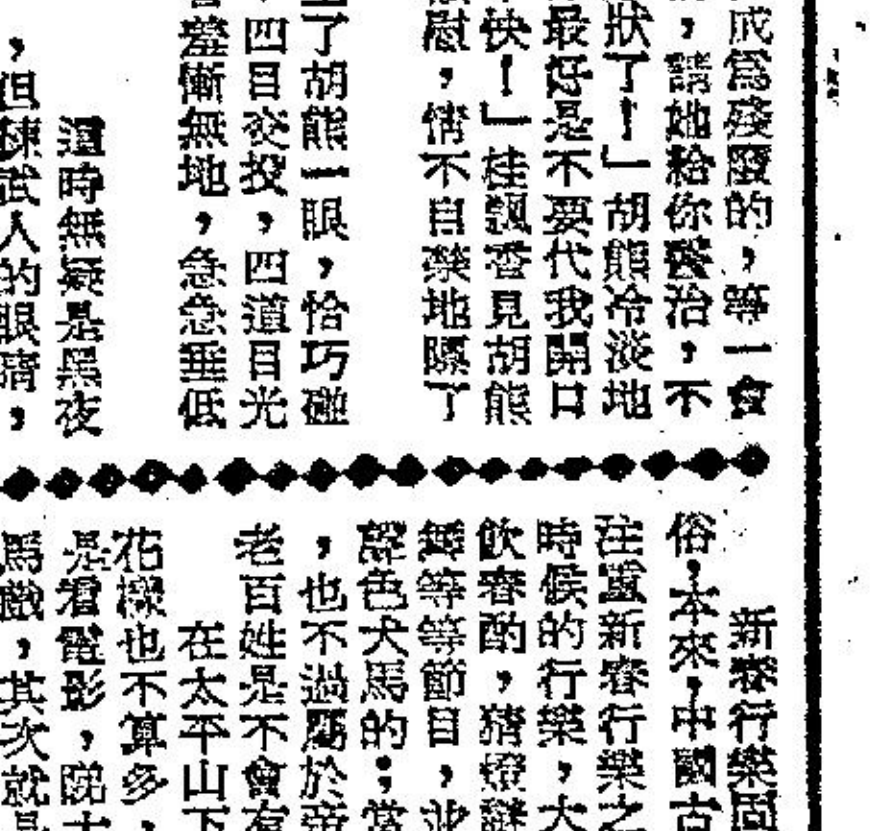 成為殘廢的，等一會
，請她給你醫治，不
狀了！」胡熊冷淡地
最好是不要代我開口
快！」桂飄香見胡熊
慰，情不自禁地瞟了
了胡熊一眼，恰巧碰
四目交投，四道目光
羞慚無地，急急垂低
這時無疑是黑夜
，但練武人的眼睛，
新春行樂固
俗，本來，中國古
注重新春行樂之
時候的行樂，大
飲春酌，猜燈謎
舞等等節目，並
聲色犬馬的；當
，也不過屬於帝
老百姓是不會有
在太平山下
花樣也不算多，
是看電影，睇大
馬戲，其次就是